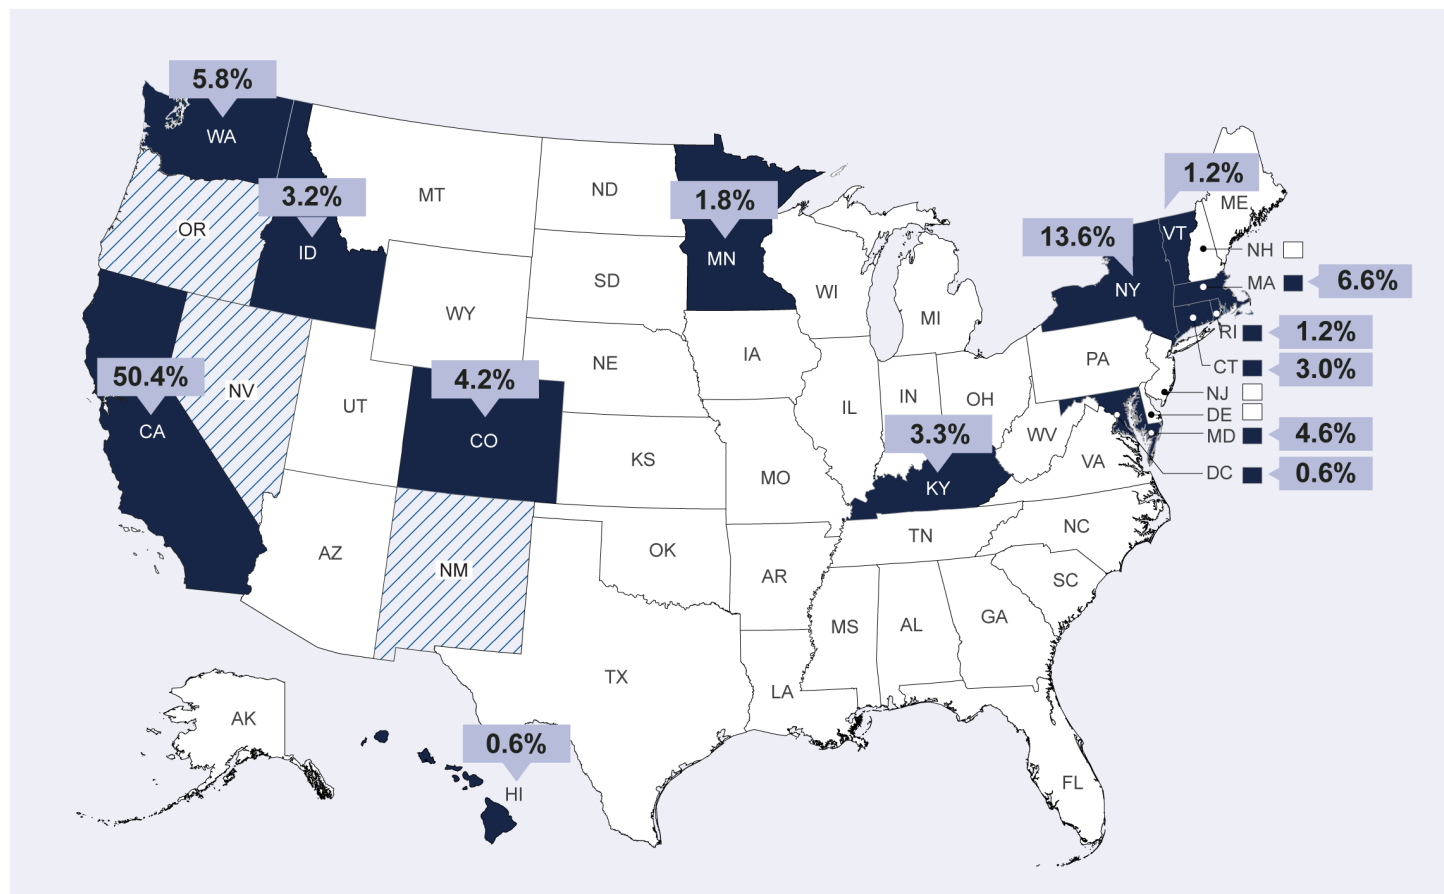 5.8%
WA
3.2%
ID
MT
ND
1.8%
MN
1.2%
ME
VT
13.6%
NY
NH
MA
6.6%
RI
1.2%
CT
3.0%
NJ
DE
MD
4.6%
DC
0.6%
OR
SD
WI
MI
WY
IA
PA
NE
50.4%
CA
NV
UT
4.2%
CO
IL
IN
OH
3.3%
KY
WV
VA
KS
MO
TN
NC
AZ
NM
OK
AR
SC
MS
AL
GA
TX
LA
AK
0.6%
HI
FL